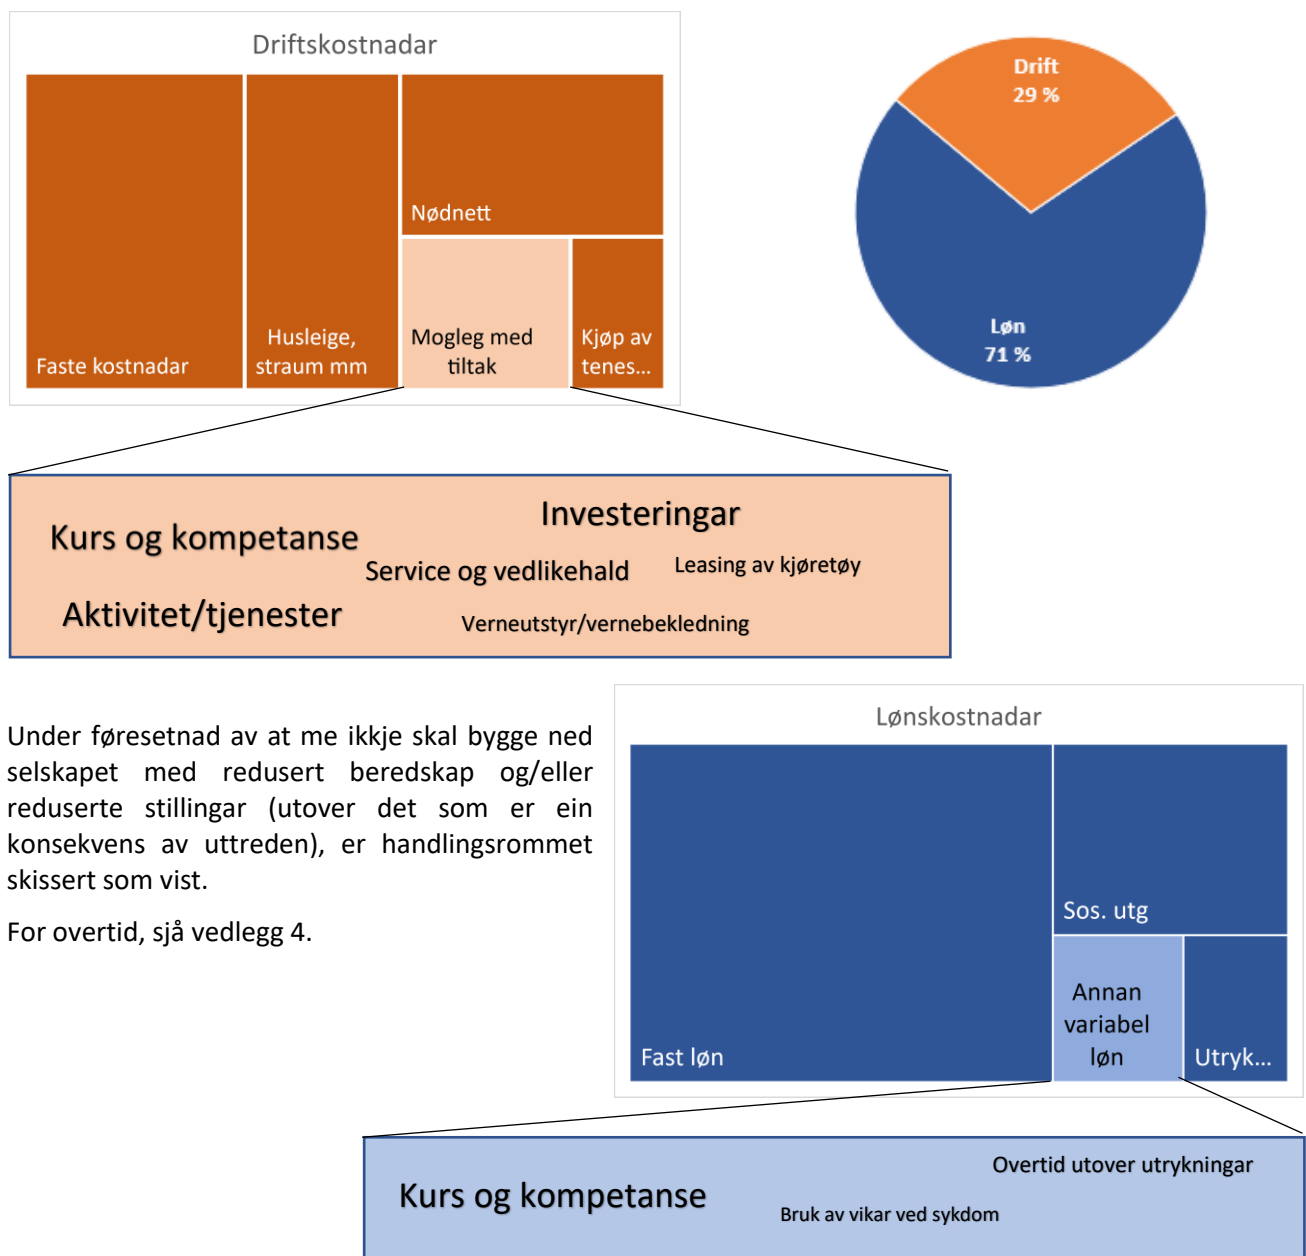 Driftskostnadar
Faste kostnadar
Husleige,
straum mm
Nødnett
Mogleg med
tiltak
Kjøp av
tenes...
Drift
29 %
Løn
71 %
Kurs og kompetanse
Investeringar
Service og vedlikehald
Leasing av kjøretøy
Aktivitet/tjenester
Verneutstyr/vernebekledning
Under føresetnad av at me ikkje skal bygge ned
selskapet med redusert beredskap og/eller
reduserte stillingar (utover det som er ein
konsekvens av uttreden), er handlingsrommet
skissert som vist.
For overtid, sjå vedlegg 4.
Lønskostnadar
Fast løn
Sos. utg
Annan
variabel
løn
Utryk...
Overtid utover utrykningar
Kurs og kompetanse
Bruk av vikar ved sykdom